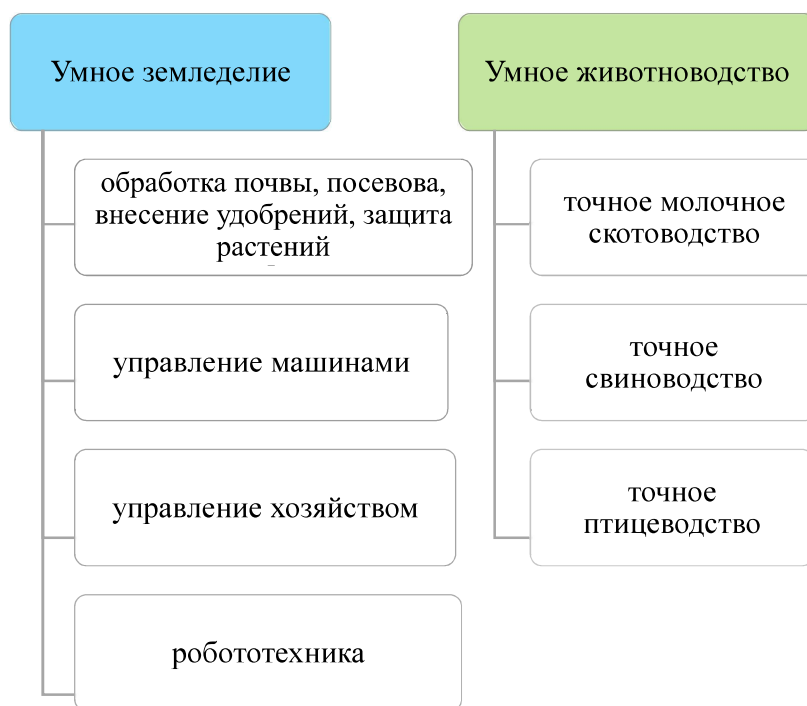 Умное земледелие
обработка почвы, посевова,
внесение удобрений, защита
растений
управление машинами
управление хозяйством
робототехника
Умное животноводство
точное молочное
скотоводство
точное
свиноводство
точное
птицеводство